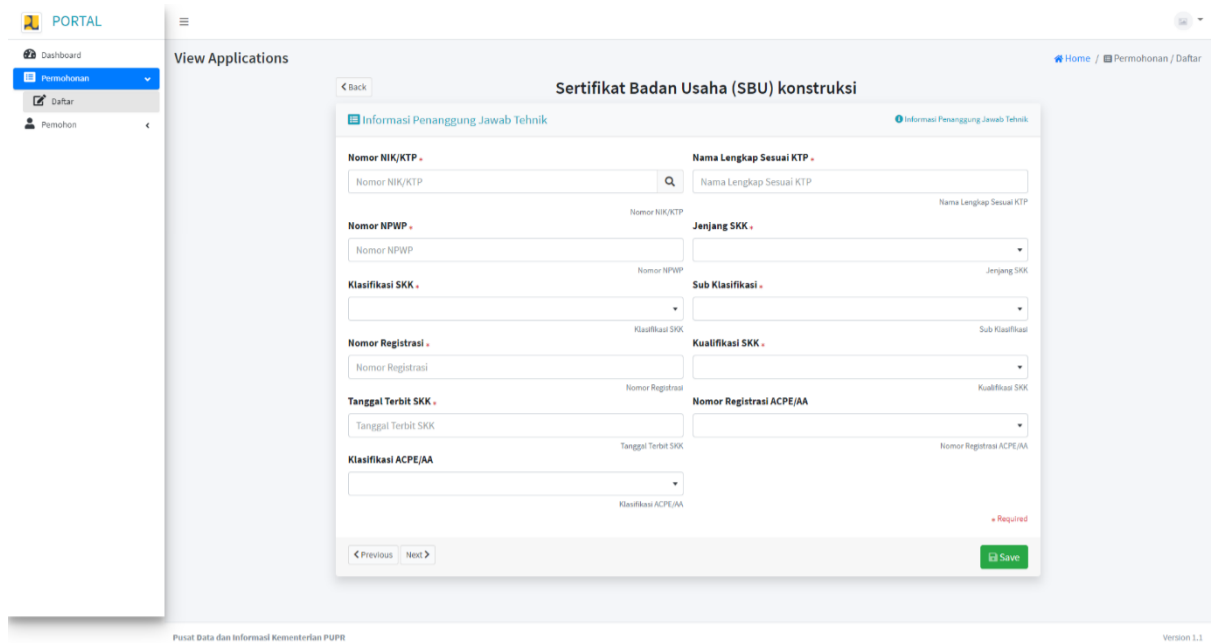 PORTAL
Dashboard
Permohonan
Daftar
Pemohon
View Applications
Home / Permohonan / Daftar
Back
Sertifikat Badan Usaha (SBU) konstruksi
Informasi Penanggung Jawab Tehnik
Informasi Penanggung Jawab Tehnik
Nomor NIK/KTP *
Nama Lengkap Sesuai KTP *
Nomor NIK/KTP
Nama Lengkap Sesuai KTP
Nomor NIK/KTP
Nama Lengkap Sesuai KTP
Nomor NPWP *
Jenjang SKK *
Nomor NPWP
Nomor NPWP
Jenjang SKK
Klasifikasi SKK *
Sub Klasifikasi *
Klasifikasi SKK
Sub Klasifikasi
Nomor Registrasi *
Kualifikasi SKK *
Nomor Registrasi
Nomor Registrasi
Kualifikasi SKK
Tanggal Terbit SKK *
Nomor Registrasi ACPE/AA
Tanggal Terbit SKK
Tanggal Terbit SKK
Nomor Registrasi ACPE/AA
Klasifikasi ACPE/AA
Klasifikasi ACPE/AA
* Required
Previous
Next
Save
Pusat Data dan Informasi Kementerian PUPR
Version 1.1